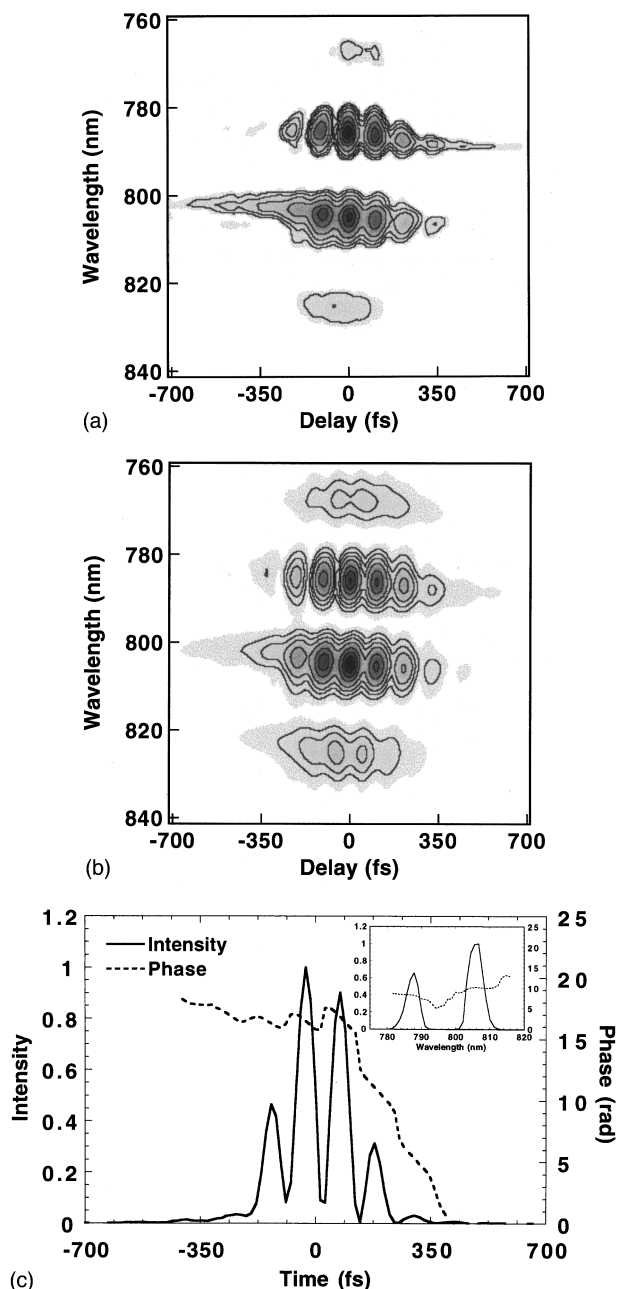 760
780
800
820
840
Wavelength (nm)
-700 -350 0 350 700
Delay (fs)
(a)
760
780
800
820
840
Wavelength (nm)
-700 -350 0 350 700
Delay (fs)
(b)
1.2
1
0.8
0.6
0.4
0.2
0
Intensity
Intensity
Phase
1.2
1
0.8
0.6
0.4
0.2
0
25
20
15
10
5
0
780 790 800 810 820
Wavelength (nm)
25
20
15
10
5
0
Phase (rad)
-700 -350 0 350 700
Time (fs)
(c)